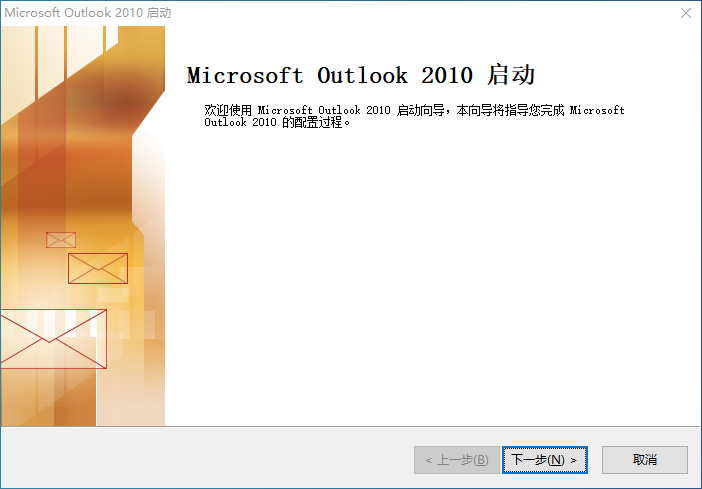 Microsoft Outlook 2010 启动
Microsoft Outlook 2010 启动
欢迎使用 Microsoft Outlook 2010 启动向导，本向导将指导您完成 Microsoft
Outlook 2010 的配置过程。
< 上一步(B) 下一步(N) > 取消